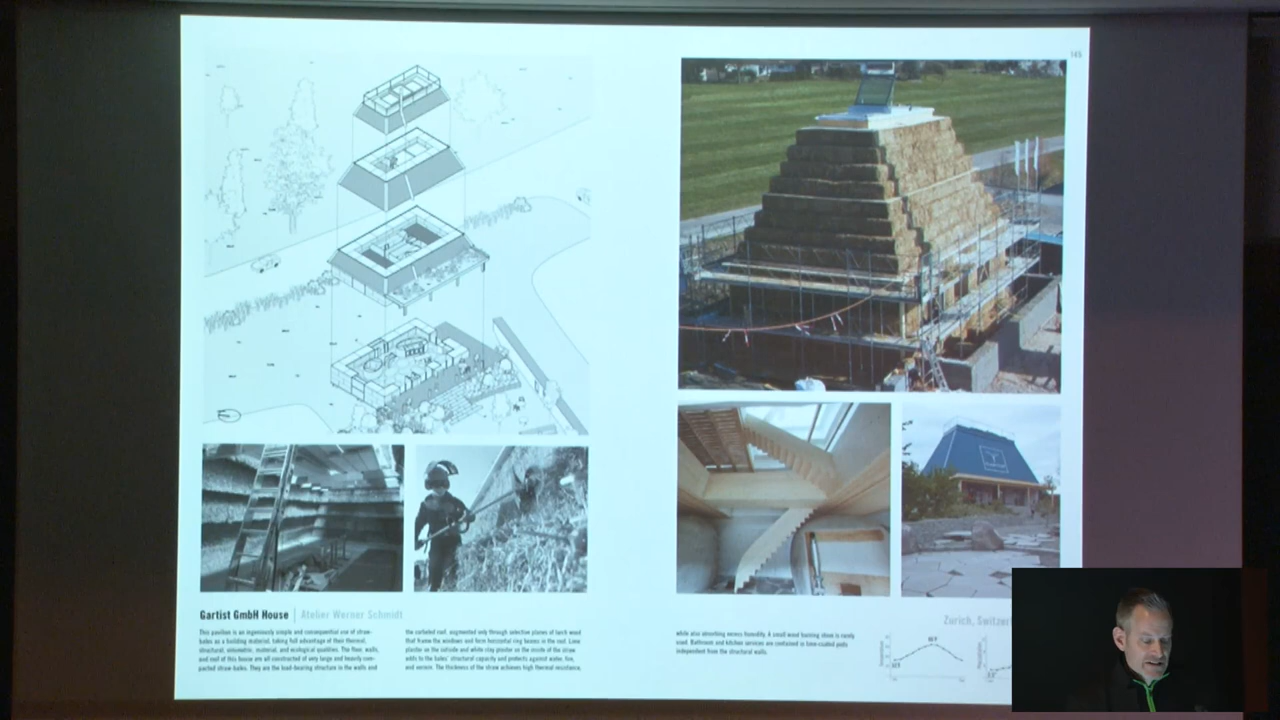 145
Gartist GmbH House | Atelier Werner Schmidt
Zurich, Switzer
This pavilion is an ingeniously simple and consequential use of straw-
bales as a building material, taking full advantage of their thermal,
structural, volumetric, material, and ecological qualities. The floor, walls,
and roof of this house are all constructed of very large and heavily com-
pacted straw-bales. They are the load-bearing structure in the walls and
the corbeled roof, augmented only through selective planes of larch wood
that frame the windows and form horizontal ring beams in the roof. Lime
plaster on the outside and white clay plaster on the inside of the straw
adds to the bales' structural capacity and protects against water, fire,
and vermin. The thickness of the straw achieves high thermal resistance,
while also absorbing excess humidity. A small wood burning stove is rarely
used. Bathroom and kitchen services are contained in lime-coated pods
independent from the structural walls.